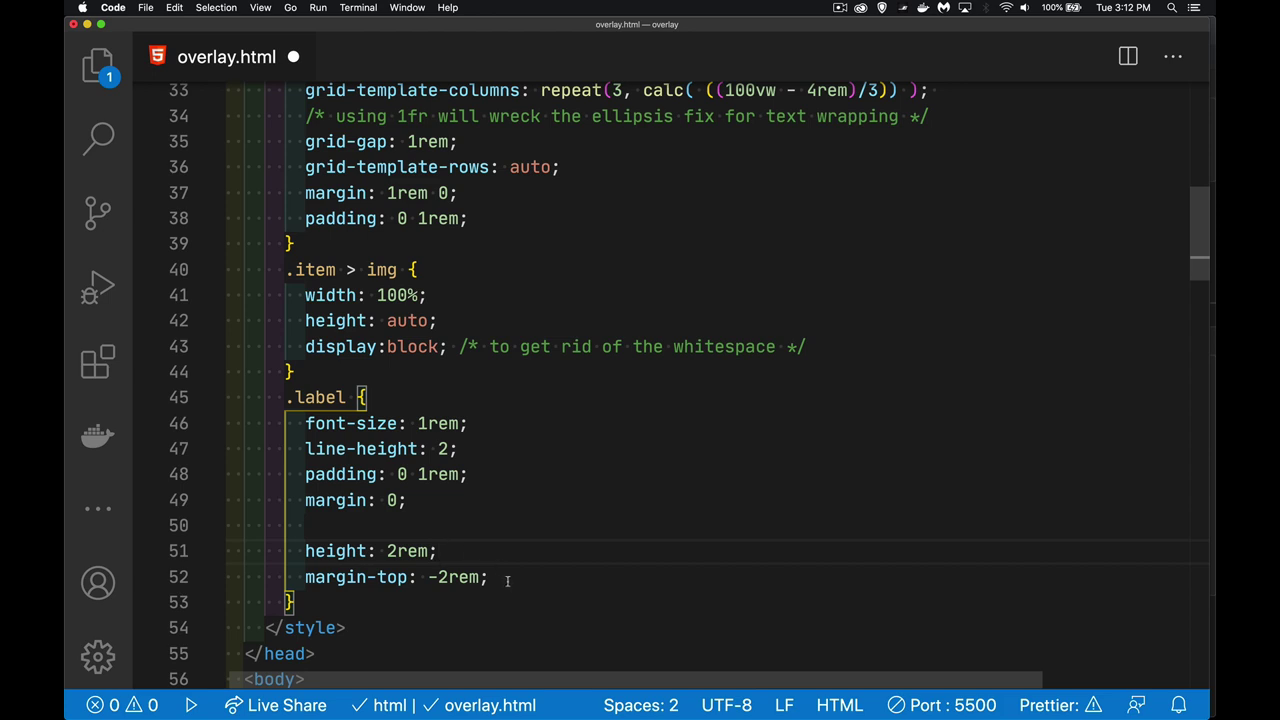 Code File Edit Selection View Go Run Terminal Window Help 100% Tue 3:12 PM
overlay.html — overlay
overlay.html
1
33 grid-template-columns: repeat(3, calc( ((100vw - 4rem)/3)) );
34 /* using 1fr will wreck the ellipsis fix for text wrapping */
35 grid-gap: 1rem;
36 grid-template-rows: auto;
37 margin: 1rem 0;
38 padding: 0 1rem;
39 }
40 .item > img {
41 width: 100%;
42 height: auto;
43 display:block; /* to get rid of the whitespace */
44 }
45 .label {
46 font-size: 1rem;
47 line-height: 2;
48 padding: 0 1rem;
49 margin: 0;
50
51 height: 2rem;
52 margin-top: -2rem;
53 }
54 </style>
55 </head>
56 <body>
0 0 Live Share html overlay.html Spaces: 2 UTF-8 LF HTML Port : 5500 Prettier: